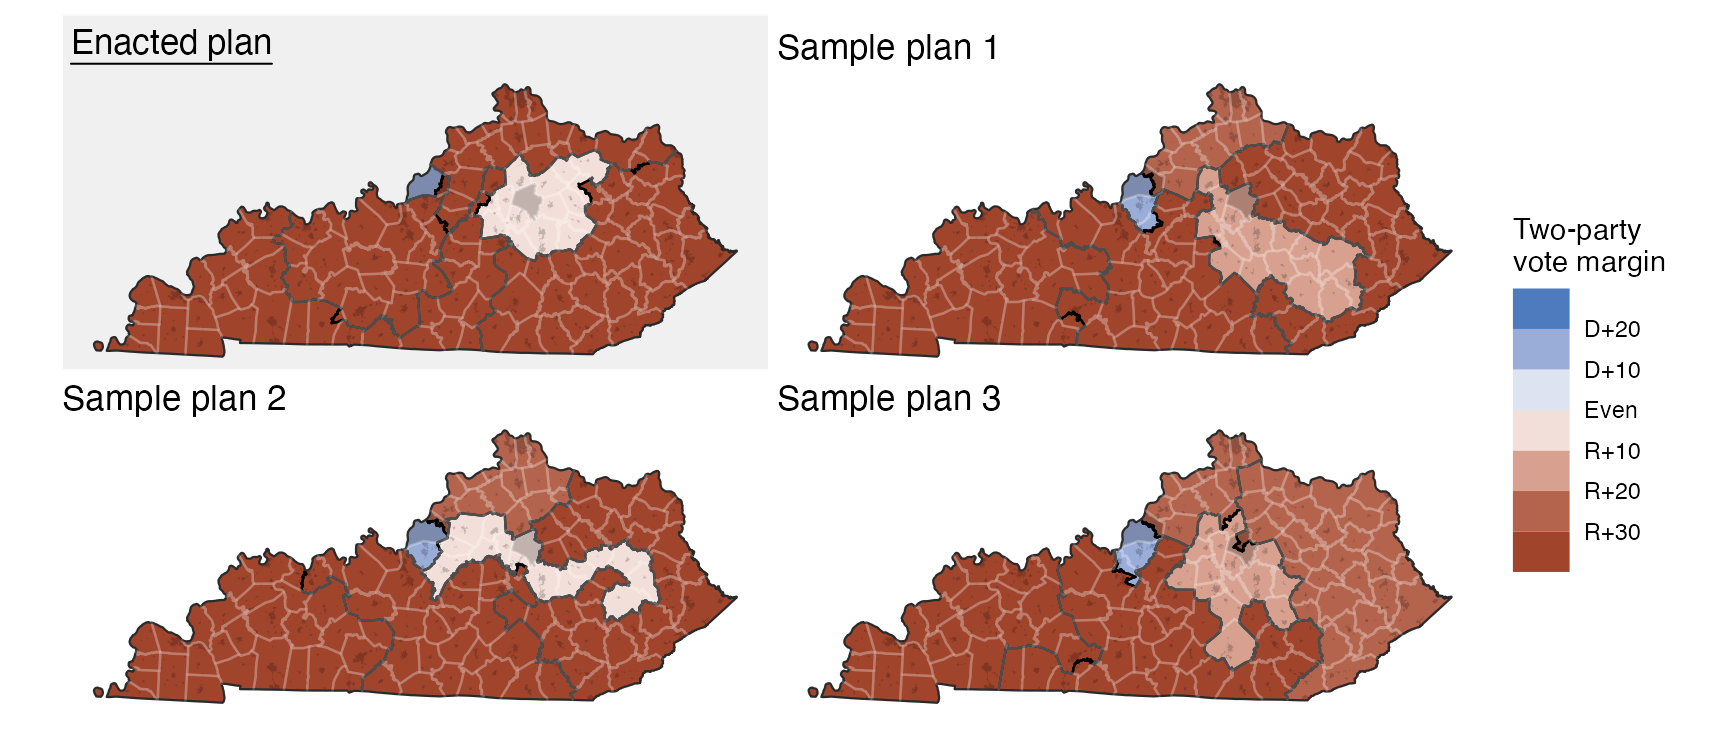 Enacted plan
Sample plan 1
Sample plan 2
Sample plan 3
Two-party
vote margin
D+20
D+10
Even
R+10
R+20
R+30